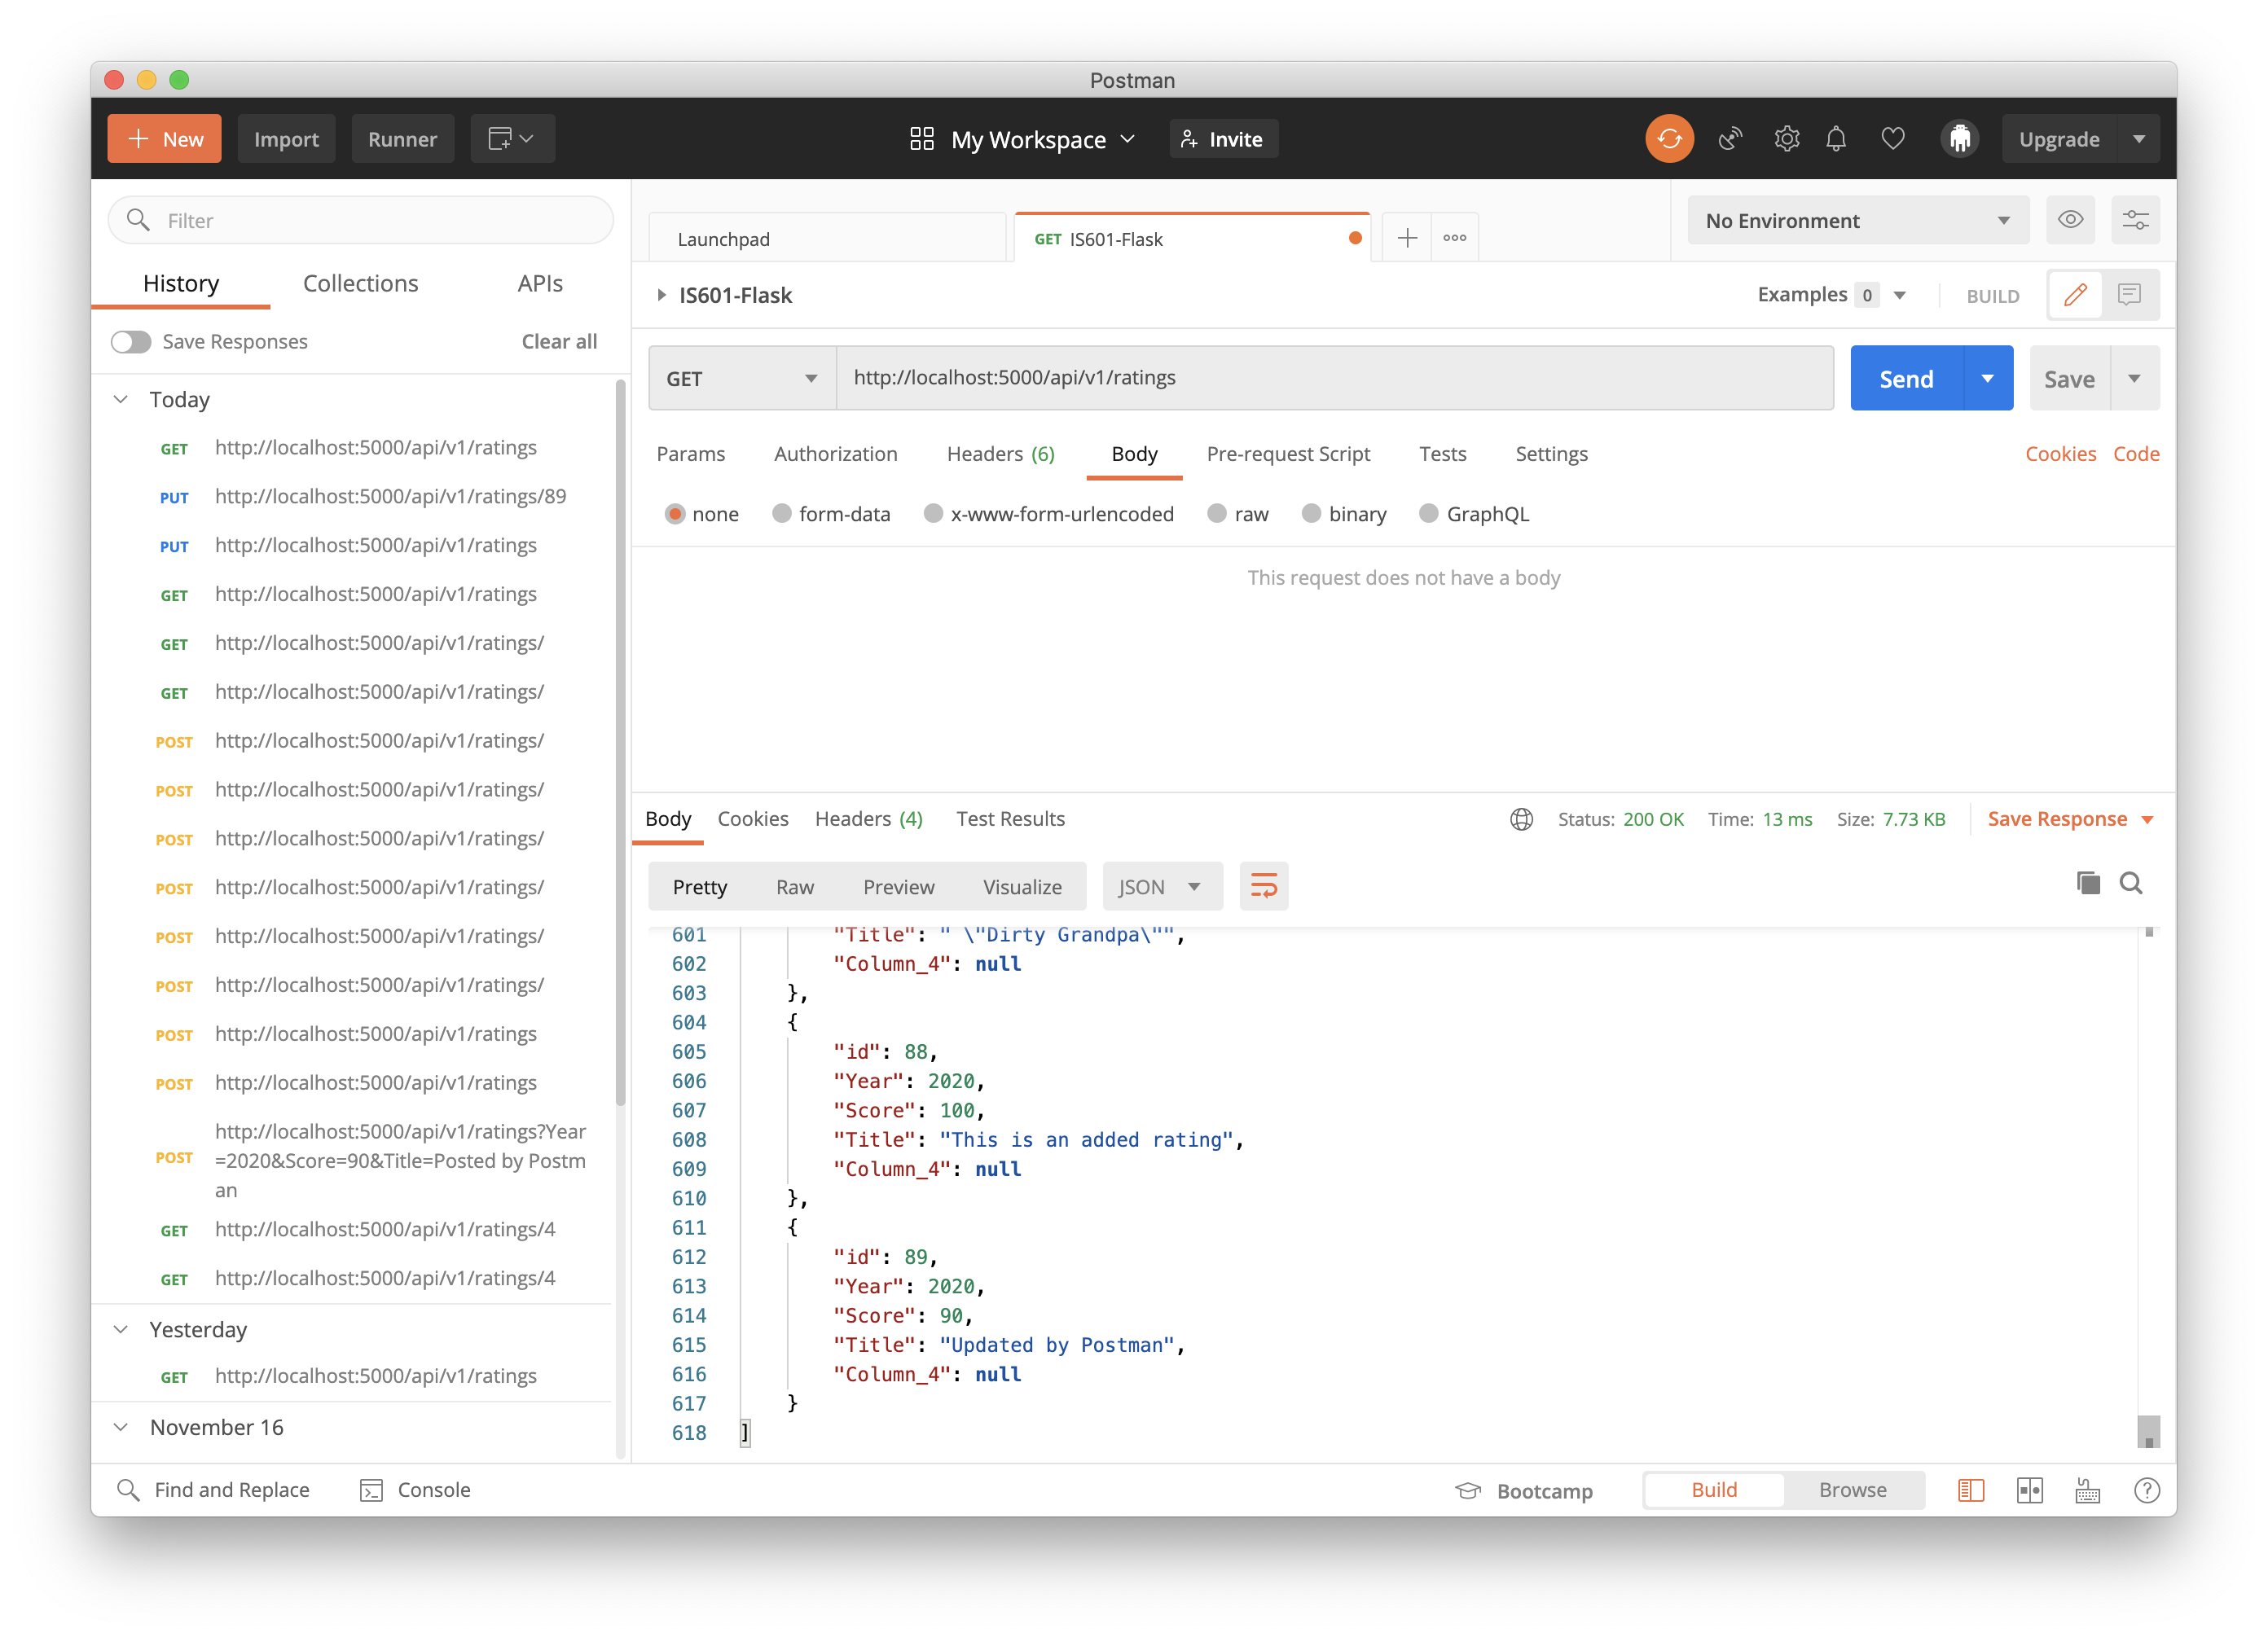 Postman
New Import Runner My Workspace Invite Upgrade
Filter
History Collections APIs
Save Responses Clear all
Today
GET http://localhost:5000/api/v1/ratings
PUT http://localhost:5000/api/v1/ratings/89
PUT http://localhost:5000/api/v1/ratings
GET http://localhost:5000/api/v1/ratings
GET http://localhost:5000/api/v1/ratings/
GET http://localhost:5000/api/v1/ratings/
POST http://localhost:5000/api/v1/ratings/
POST http://localhost:5000/api/v1/ratings/
POST http://localhost:5000/api/v1/ratings/
POST http://localhost:5000/api/v1/ratings/
POST http://localhost:5000/api/v1/ratings/
POST http://localhost:5000/api/v1/ratings/
POST http://localhost:5000/api/v1/ratings
POST http://localhost:5000/api/v1/ratings
http://localhost:5000/api/v1/ratings?Year
POST =2020&Score=90&Title=Posted by Postm
an
GET http://localhost:5000/api/v1/ratings/4
GET http://localhost:5000/api/v1/ratings/4
Yesterday
GET http://localhost:5000/api/v1/ratings
November 16
Launchpad GET IS601-Flask No Environment
IS601-Flask Examples 0 BUILD
GET http://localhost:5000/api/v1/ratings Send Save
Params Authorization Headers (6) Body Pre-request Script Tests Settings Cookies Code
none form-data x-www-form-urlencoded raw binary GraphQL
This request does not have a body
Body Cookies Headers (4) Test Results Status: 200 OK Time: 13 ms Size: 7.73 KB Save Response
Pretty Raw Preview Visualize JSON
601 "Title": " \"Dirty Grandpa\"",
602 "Column_4": null
603 },
604 {
605 "id": 88,
606 "Year": 2020,
607 "Score": 100,
608 "Title": "This is an added rating",
609 "Column_4": null
610 },
611 {
612 "id": 89,
613 "Year": 2020,
614 "Score": 90,
615 "Title": "Updated by Postman",
616 "Column_4": null
617 }
618 ]
Find and Replace Console Bootcamp Build Browse